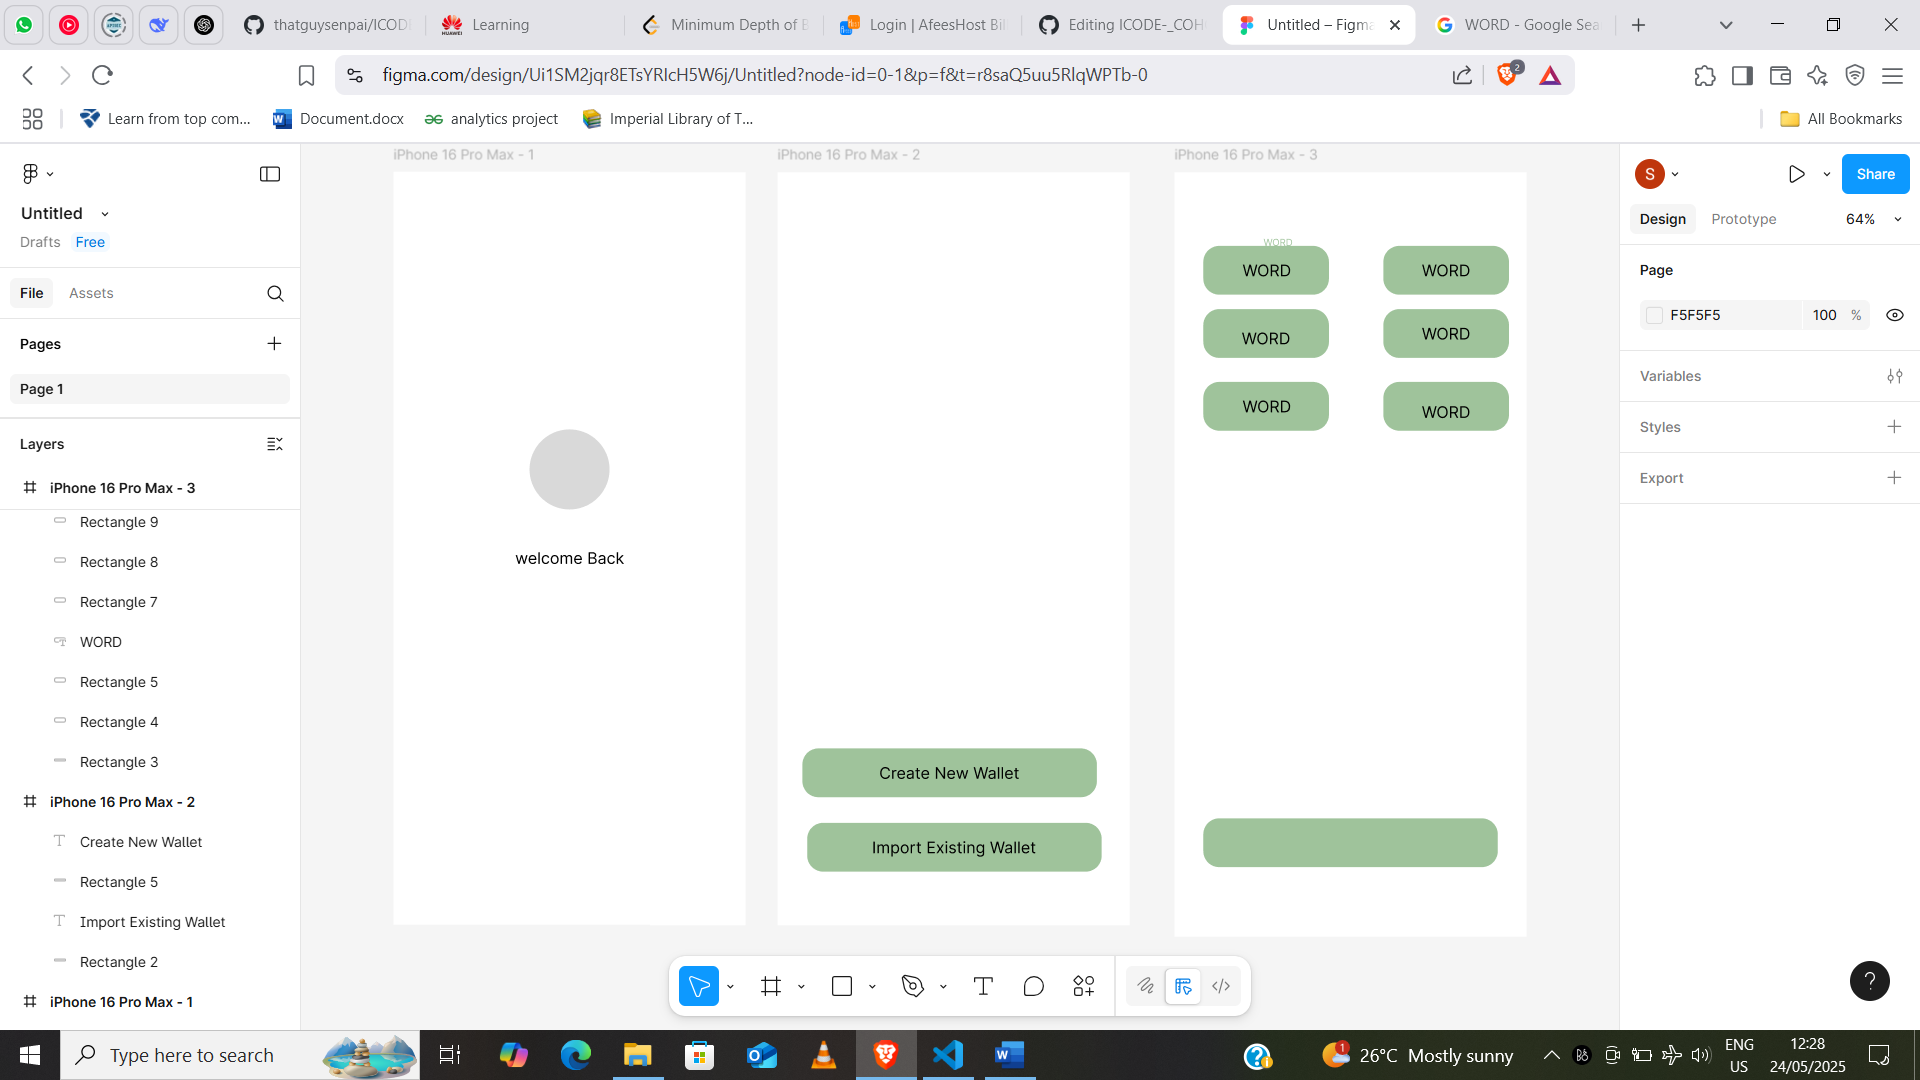 thatguysenpai/ICODE
Learning
Minimum Depth of B
Login | AfeesHost Bil
Editing ICODE-_COH
Untitled – Figma
WORD - Google Sea
figma.com/design/Ui1SM2jqr8ETsYRIcH5W6j/Untitled?node-id=0-1&p=f&t=r8saQ5uu5RlqWPTb-0
2
Learn from top com...
Document.docx
analytics project
Imperial Library of T...
All Bookmarks
Untitled
Drafts
Free
File
Assets
Pages
Page 1
Layers
iPhone 16 Pro Max - 3
Rectangle 9
Rectangle 8
Rectangle 7
WORD
Rectangle 5
Rectangle 4
Rectangle 3
iPhone 16 Pro Max - 2
Create New Wallet
Rectangle 5
Import Existing Wallet
Rectangle 2
iPhone 16 Pro Max - 1
iPhone 16 Pro Max - 1
welcome Back
iPhone 16 Pro Max - 2
Create New Wallet
Import Existing Wallet
iPhone 16 Pro Max - 3
WORD
WORD
WORD
WORD
WORD
WORD
WORD
S
Share
Design
Prototype
64%
Page
F5F5F5
100
%
Variables
Styles
Export
?
Type here to search
1
26°C Mostly sunny
ENG
US
12:28
24/05/2025